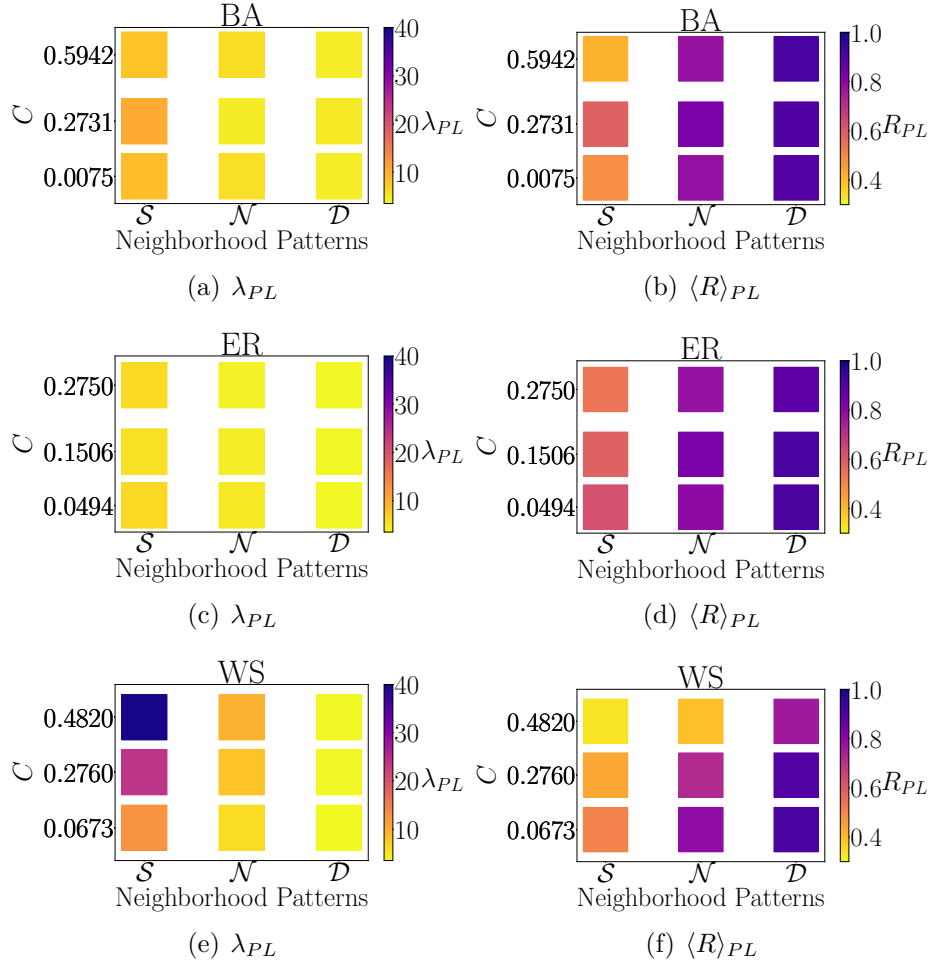 BA
40
30
20
10
λ_PL
C
0.5942
0.2731
0.0075
𝒮 𝒩 𝒟
Neighborhood Patterns
(a) λ_PL
BA
1.0
0.8
0.6
0.4
R_PL
C
0.5942
0.2731
0.0075
𝒮 𝒩 𝒟
Neighborhood Patterns
(b) ⟨R⟩_PL
ER
40
30
20
10
λ_PL
C
0.2750
0.1506
0.0494
𝒮 𝒩 𝒟
Neighborhood Patterns
(c) λ_PL
ER
1.0
0.8
0.6
0.4
R_PL
C
0.2750
0.1506
0.0494
𝒮 𝒩 𝒟
Neighborhood Patterns
(d) ⟨R⟩_PL
WS
40
30
20
10
λ_PL
C
0.4820
0.2760
0.0673
𝒮 𝒩 𝒟
Neighborhood Patterns
(e) λ_PL
WS
1.0
0.8
0.6
0.4
R_PL
C
0.4820
0.2760
0.0673
𝒮 𝒩 𝒟
Neighborhood Patterns
(f) ⟨R⟩_PL